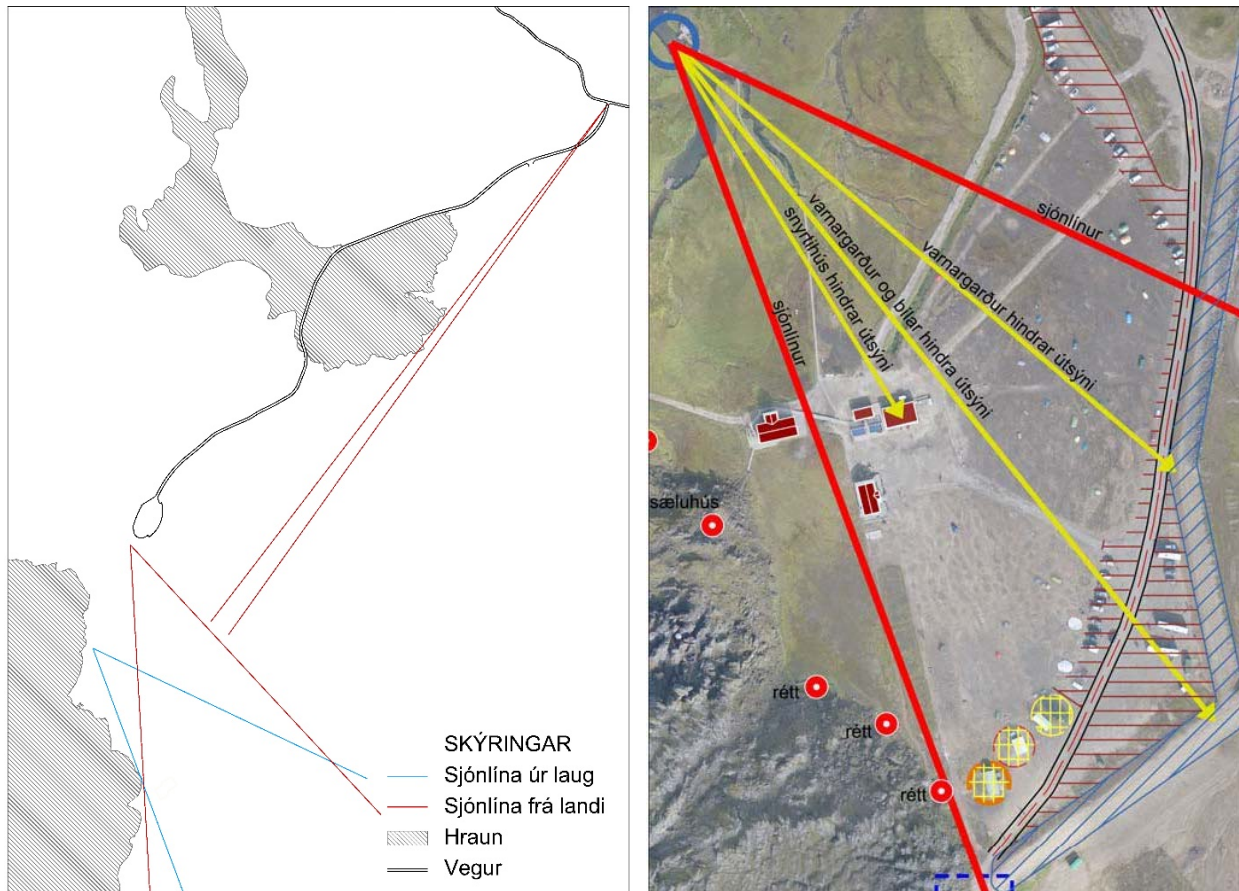 SKÝRINGAR
Sjónlína úr laug
Sjónlína frá landi
Hraun
Vegur
sjónlínur
varnargarður hindrar útsýni
varnargarður og bílar hindra útsýni
snyrtihús hindrar útsýni
sjónlínur
sæluhús
rétt
rétt
rétt